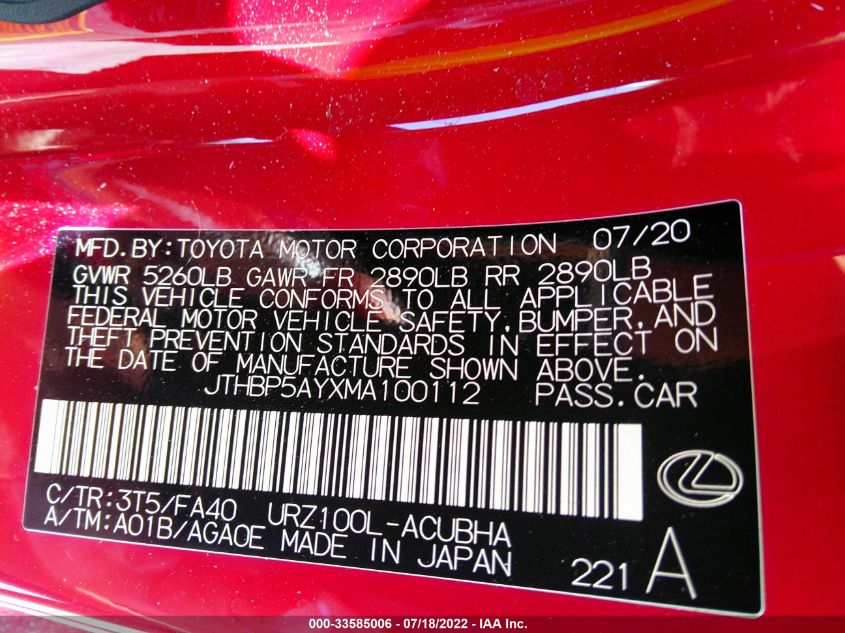 MFD.BY:TOYOTA MOTOR CORPORATION 07/20
GVWR 5260LB GAWR FR 2890LB RR 2890LB
THIS VEHICLE CONFORMS TO ALL APPLICABLE
FEDERAL MOTOR VEHICLE SAFETY,BUMPER,AND
THEFT PREVENTION STANDARDS IN EFFECT ON
THE DATE OF MANUFACTURE SHOWN ABOVE.
JTHBP5AYXMA100112 PASS.CAR
C/TR:3T5/FA40 URZ100L-ACUBHA
A/TM:A01B/AGA0E MADE IN JAPAN
221 A
000-33585006 - 07/18/2022 - IAA Inc.